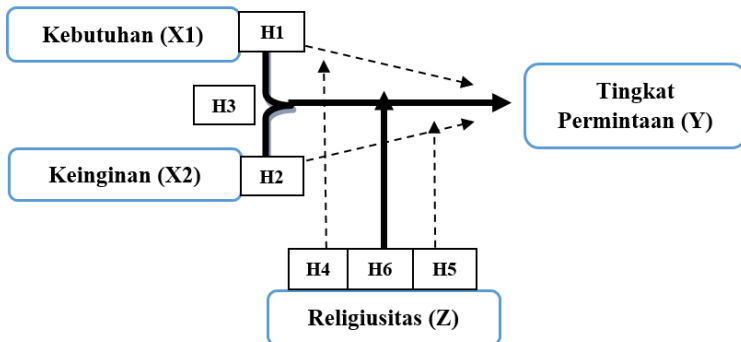 Kebutuhan (X1)
H1
H3
Tingkat
Permintaan (Y)
Keinginan (X2)
H2
H4
H6
H5
Religiusitas (Z)